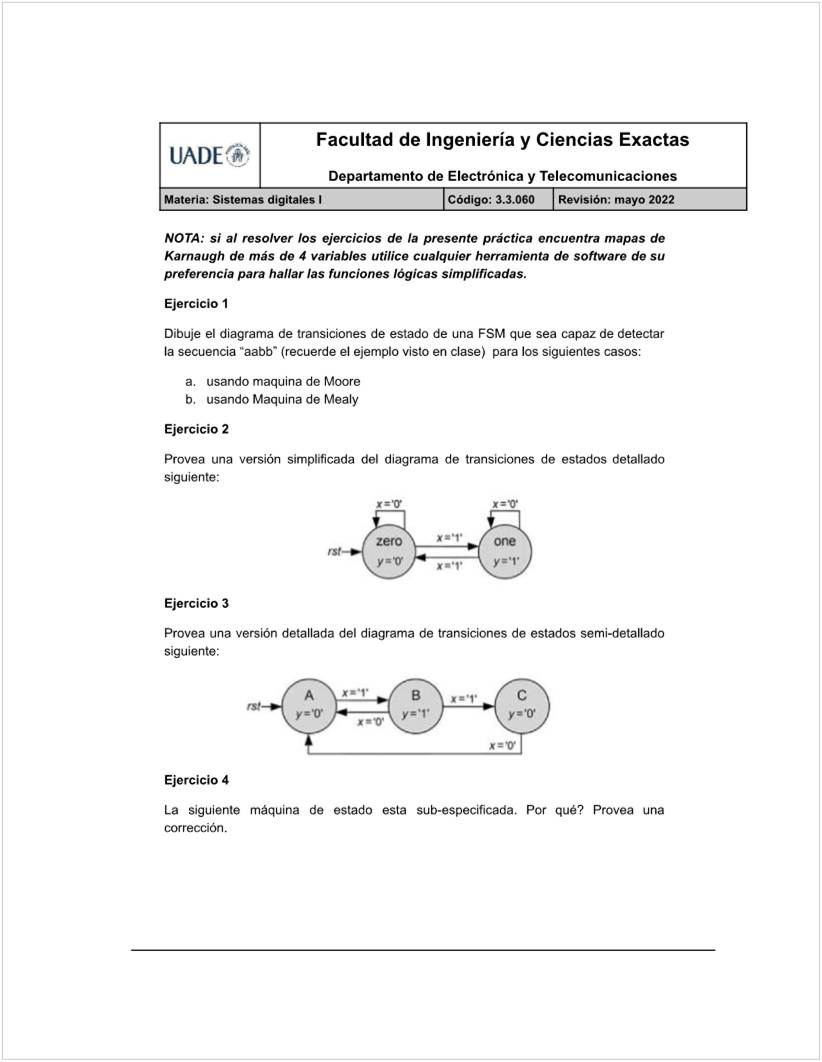 UADE
Facultad de Ingeniería y Ciencias Exactas
Departamento de Electrónica y Telecomunicaciones
Materia: Sistemas digitales I
Código: 3.3.060
Revisión: mayo 2022
NOTA: si al resolver los ejercicios de la presente práctica encuentra mapas de
Karnaugh de más de 4 variables utilice cualquier herramienta de software de su
preferencia para hallar las funciones lógicas simplificadas.
Ejercicio 1
Dibuje el diagrama de transiciones de estado de una FSM que sea capaz de detectar
la secuencia “aabb” (recuerde el ejemplo visto en clase) para los siguientes casos:
a. usando maquina de Moore
b. usando Maquina de Mealy
Ejercicio 2
Provea una versión simplificada del diagrama de transiciones de estados detallado
siguiente:
x='0'
x='0'
zero
x='1'
one
rst
y='0'
x='1'
y='1'
Ejercicio 3
Provea una versión detallada del diagrama de transiciones de estados semi-detallado
siguiente:
A
x='1'
B
x='1'
C
rst
y='0'
x='0'
y='1'
y='0'
x='0'
Ejercicio 4
La siguiente máquina de estado esta sub-especificada. Por qué? Provea una
corrección.